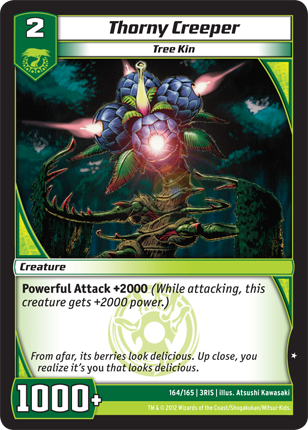 2
Thorny Creeper
Tree Kin
Creature
Powerful Attack +2000 (While attacking, this
creature gets +2000 power.)
From afar, its berries look delicious. Up close, you
realize it's you that looks delicious.
1000+
164/165 | 3RIS | illus. Atsushi Kawasaki
TM & © 2012 Wizards of the Coast/Shogakukan/Mitsui-Kids.